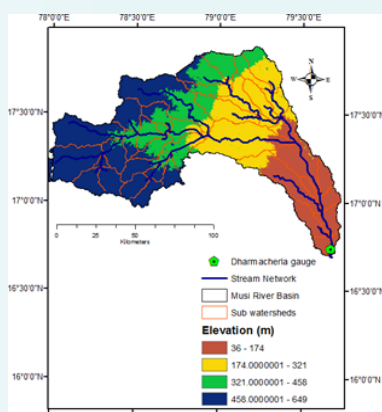 78°0'0"E 78°30'0"E 79°0'0"E 79°30'0"E
N
W E
S
17°30'0"N 17°30'0"N
17°0'0"N 17°0'0"N
16°30'0"N 16°30'0"N
16°0'0"N 16°0'0"N
0 25 50 100
Kilometers
Dharmacherla gauge
Stream Network
Musi River Basin
Sub watersheds
Elevation (m)
36 - 174
174.0000001 - 321
321.0000001 - 458
458.0000001 - 649